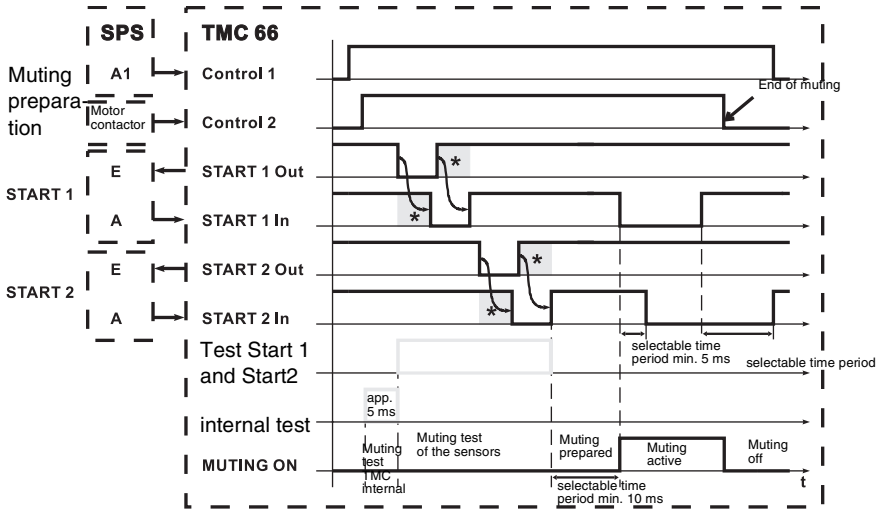 SPS
TMC 66
Muting
prepara-
tion
A1
Control 1
End of muting
Motor
contactor
Control 2
START 1
E
START 1 Out
*
A
START 1 In
*
START 2
E
START 2 Out
*
A
START 2 In
*
selectable time
period min. 5 ms
selectable time period
Test Start 1
and Start2
app.
5 ms
internal test
MUTING ON
Muting
test
TMC
internal
Muting test
of the sensors
Muting
prepared
Muting
active
Muting
off
selectable time
period min. 10 ms
t